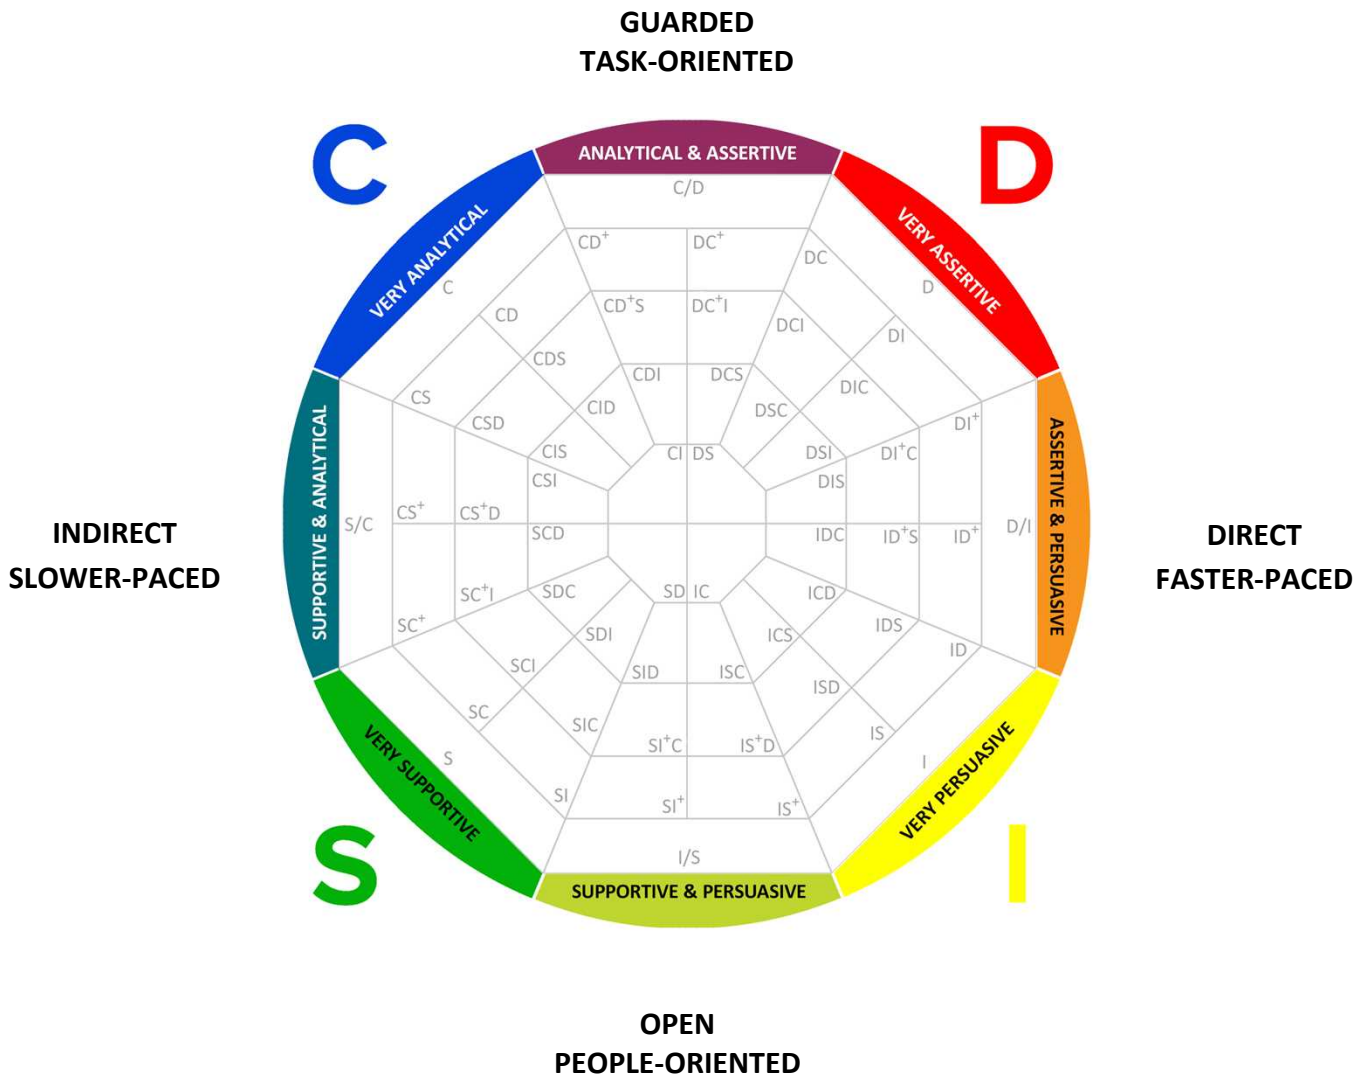 GUARDED
TASK-ORIENTED
C
D
ANALYTICAL & ASSERTIVE
VERY ANALYTICAL
VERY ASSERTIVE
C/D
CD+
DC+
DC
C
D
CD+S
DC+I
CD
DCI
DI
CDS
CDI
DCS
DIC
CS
CID
DSC
CSD
DI+
CIS
CI
DS
DSI
DI+C
CSI
DIS
SUPPORTIVE & ANALYTICAL
ASSERTIVE & PERSUASIVE
S/C
CS+
CS+D
D/I
SCD
IDC
ID+S
ID+
INDIRECT
SLOWER-PACED
DIRECT
FASTER-PACED
SC+I
SDC
SD
IC
ICD
SC+
SDI
ICS
IDS
ID
SCI
SID
ISC
ISD
SC
SIC
IS
SI+C
IS+D
S
I
SI
SI+
IS+
VERY SUPPORTIVE
VERY PERSUASIVE
I/S
SUPPORTIVE & PERSUASIVE
S
I
OPEN
PEOPLE-ORIENTED